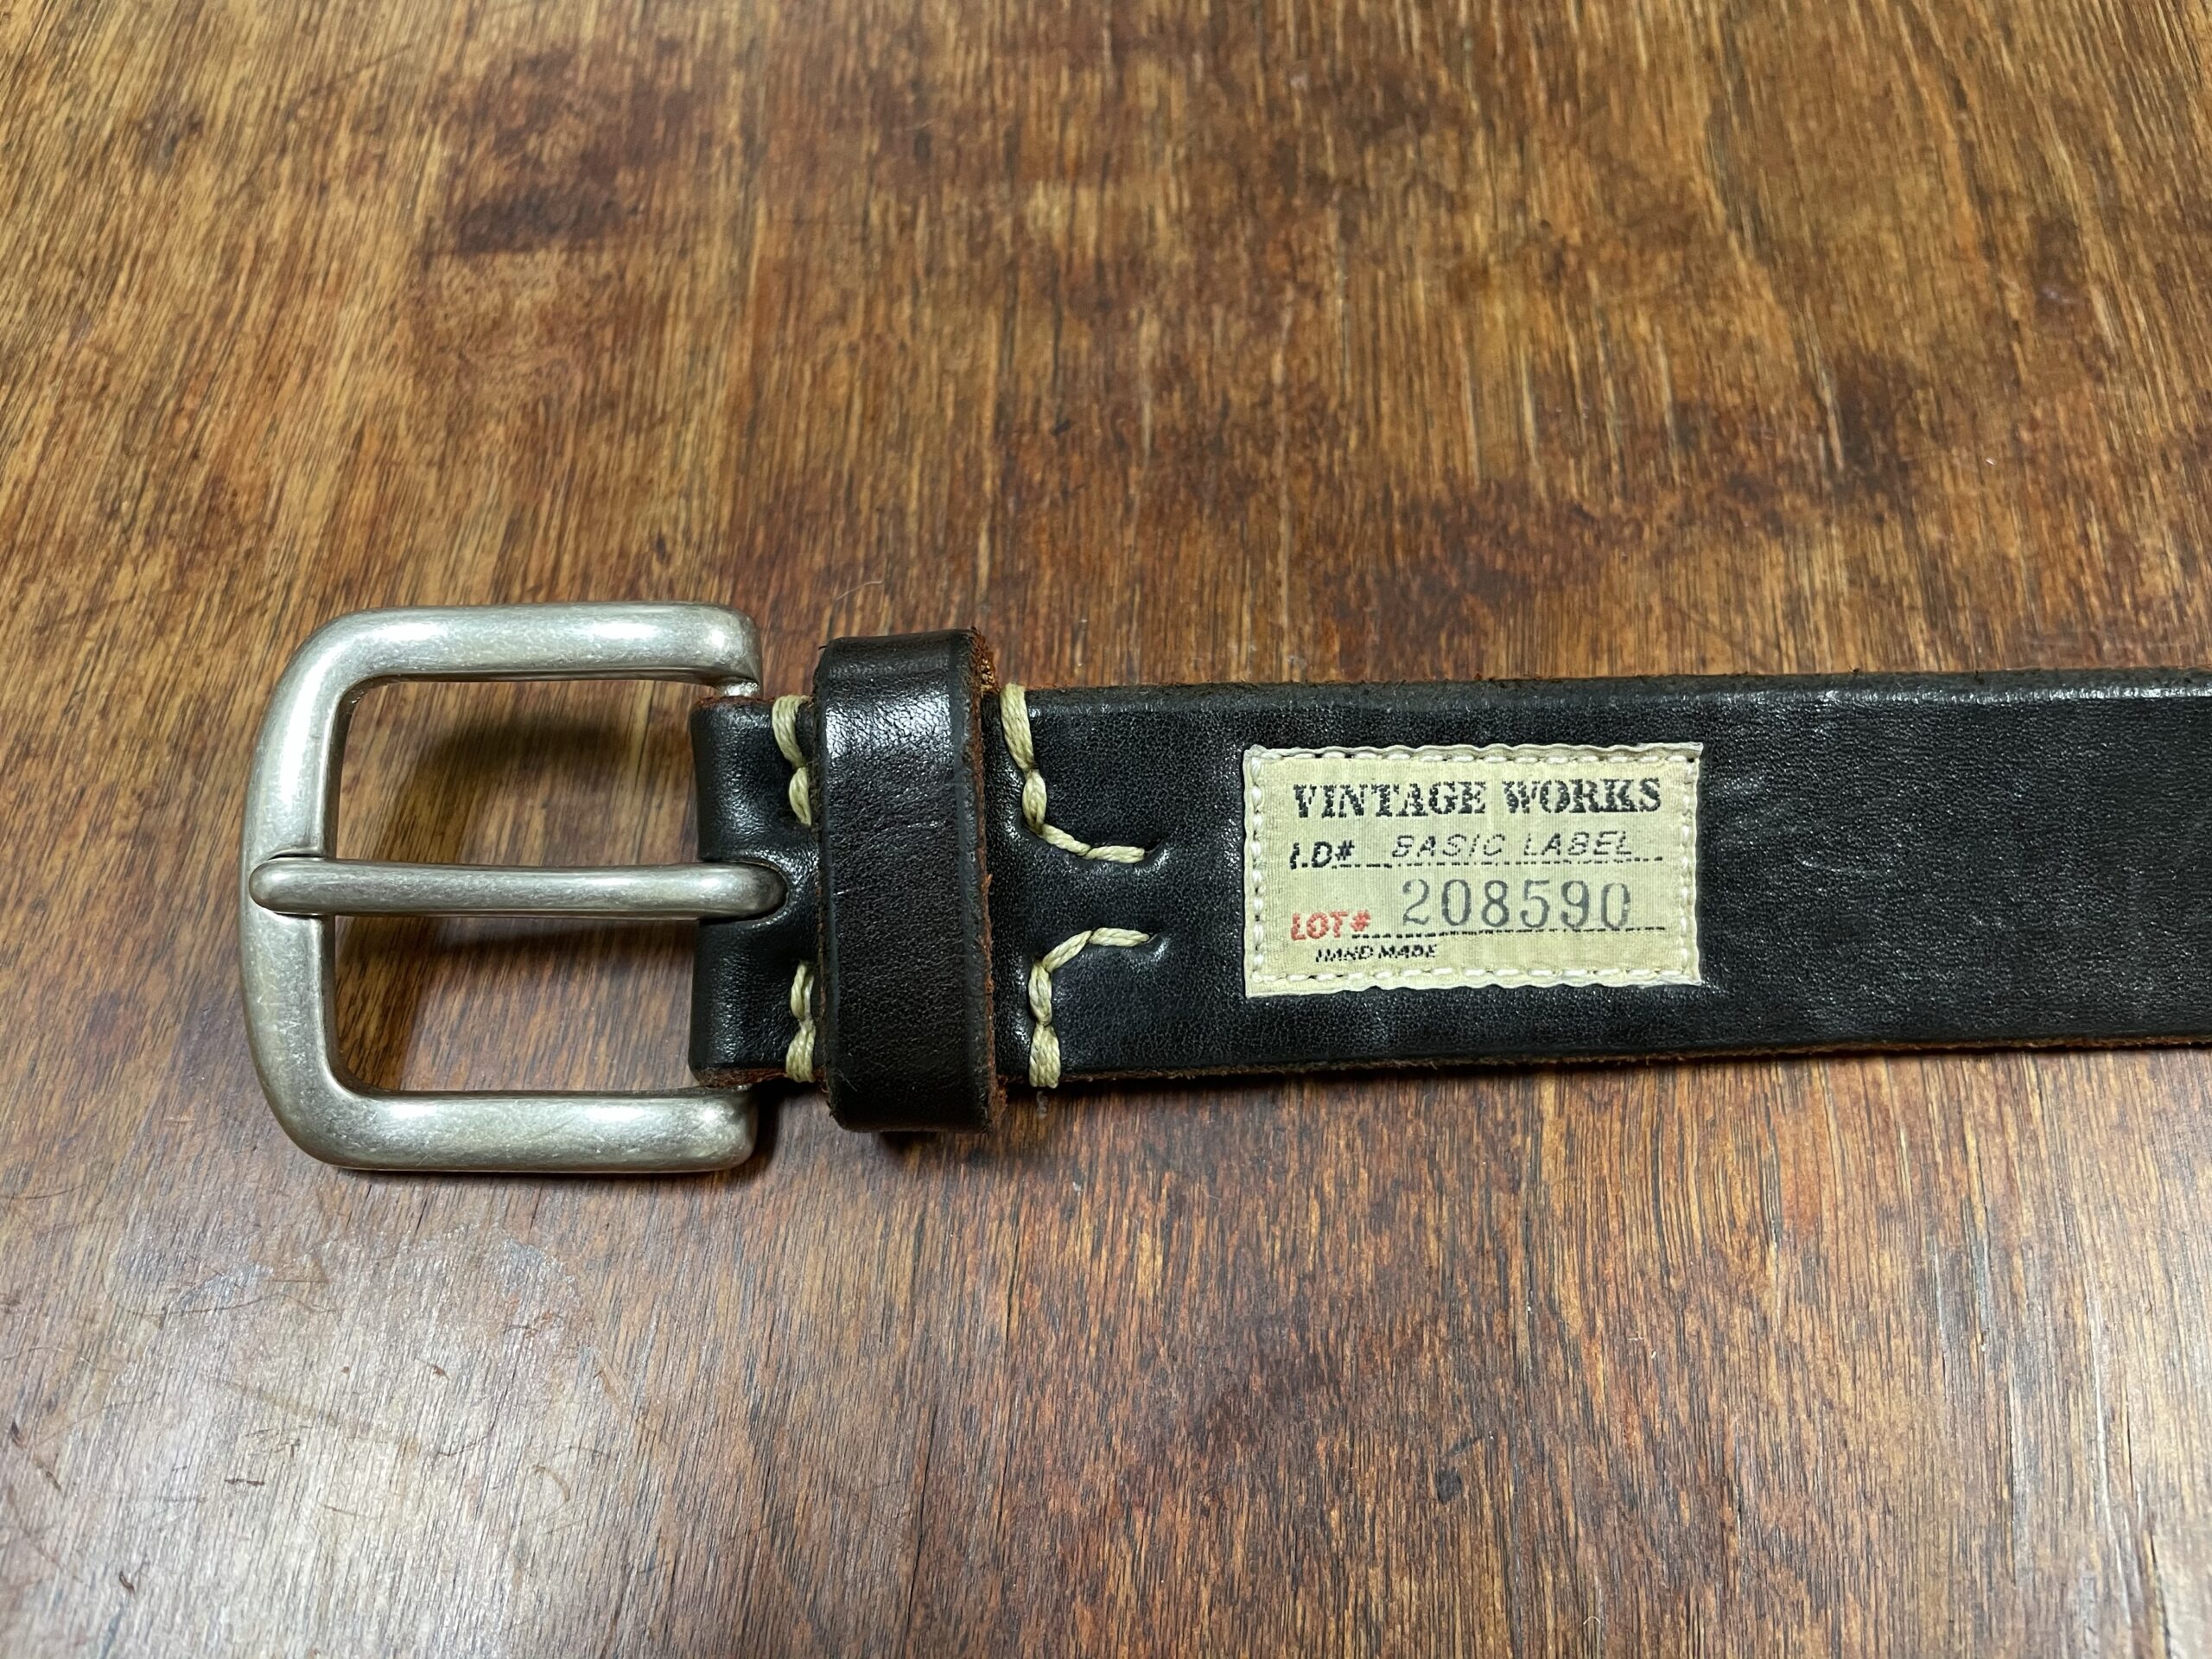 VINTAGE WORKS
I.D# BASIC LABEL
LOT# 208590
HAND MADE